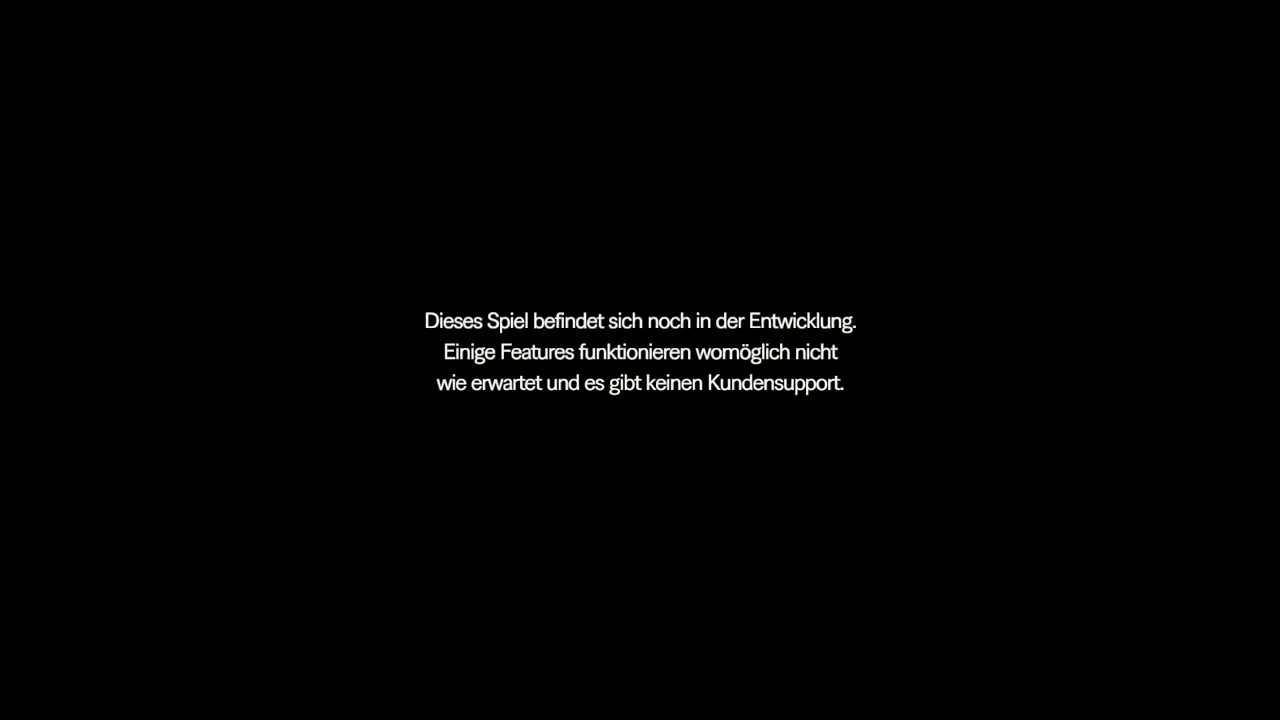 Dieses Spiel befindet sich noch in der Entwicklung.
Einige Features funktionieren womöglich nicht
wie erwartet und es gibt keinen Kundensupport.